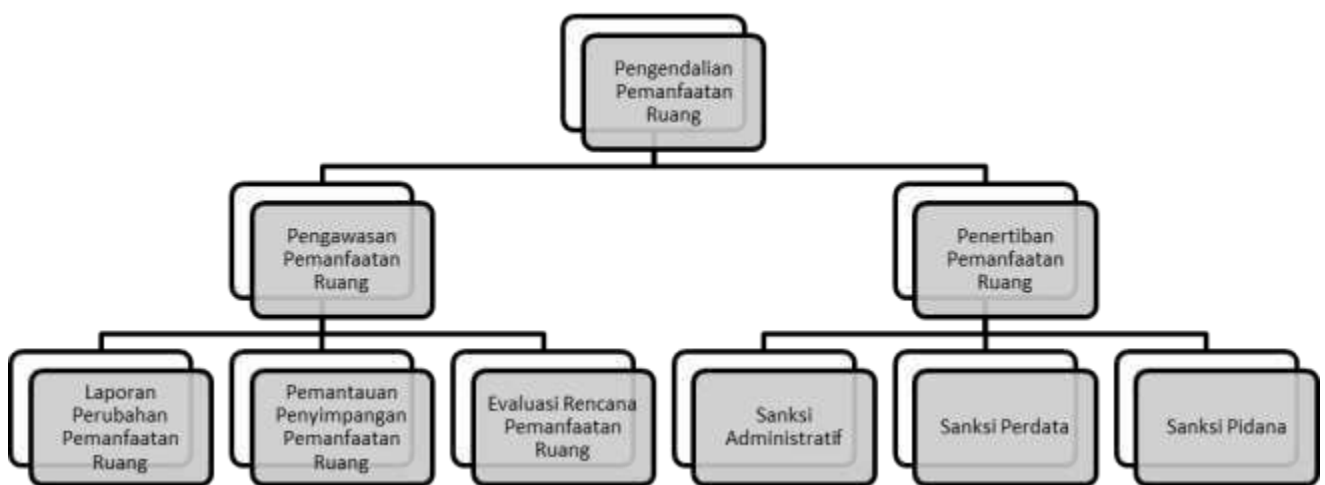 Pengendalian
Pemanfaatan
Ruang
Pengawasan
Pemanfaatan
Ruang
Penertiban
Pemanfaatan
Ruang
Laporan
Perubahan
Pemanfaatan
Ruang
Pemantauan
Penyimpangan
Pemanfaatan
Ruang
Evaluasi Rencana
Pemanfaatan
Ruang
Sanksi
Administratif
Sanksi Perdata
Sanksi Pidana